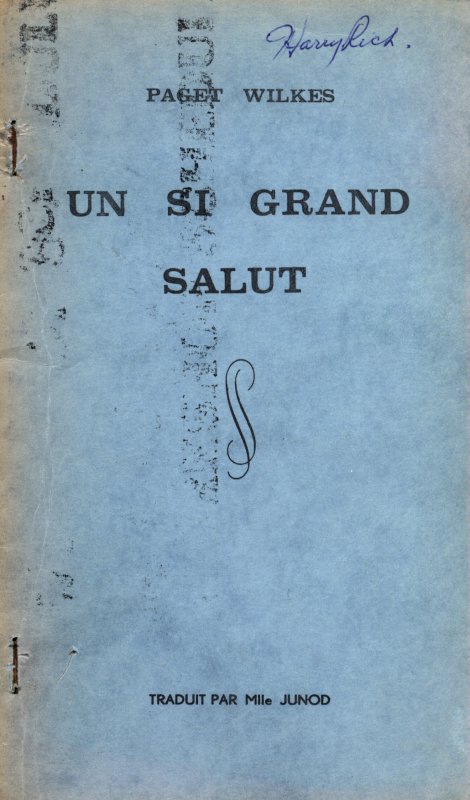 Harry Rich.
PAGET WILKES
UN SI GRAND
SALUT
TRADUIT PAR Mlle JUNOD